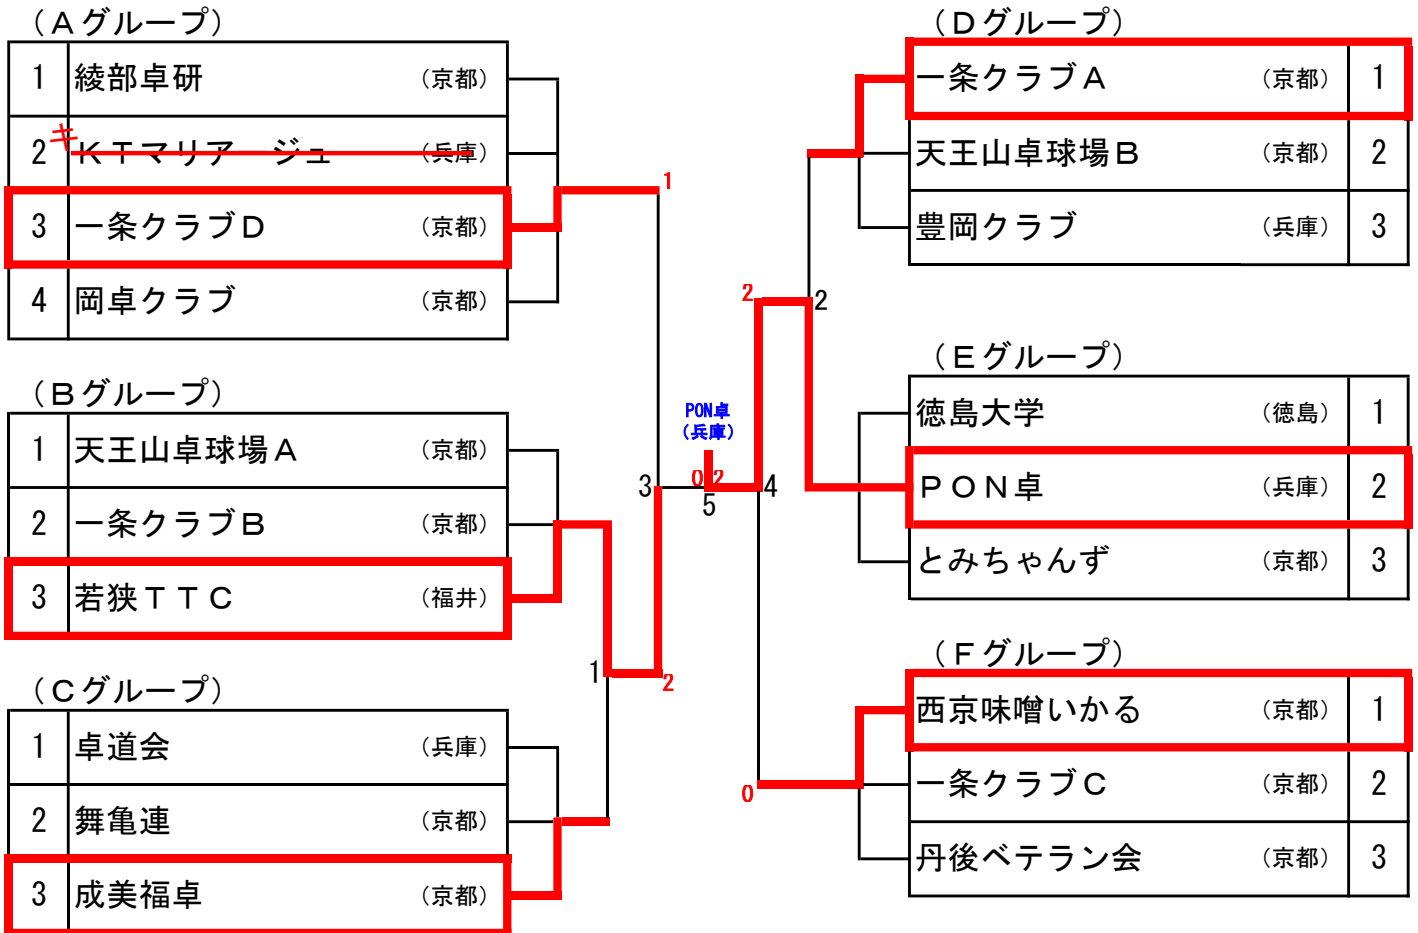 （Ａグループ）
1 綾部卓研 （京都）
キ
2 ＫＴマリアージュ （兵庫）
3 一条クラブＤ （京都）
4 岡卓クラブ （京都）
（Ｂグループ）
1 天王山卓球場Ａ （京都）
2 一条クラブＢ （京都）
3 若狭ＴＴＣ （福井）
（Ｃグループ）
1 卓道会 （兵庫）
2 舞亀連 （京都）
3 成美福卓 （京都）
1
3
1
2
PON卓
（兵庫）
0 2
5
2
2
4
0
（Ｄグループ）
一条クラブＡ （京都） 1
天王山卓球場Ｂ （京都） 2
豊岡クラブ （兵庫） 3
（Ｅグループ）
徳島大学 （徳島） 1
ＰＯＮ卓 （兵庫） 2
とみちゃんず （京都） 3
（Ｆグループ）
西京味噌いかる （京都） 1
一条クラブＣ （京都） 2
丹後ベテラン会 （京都） 3